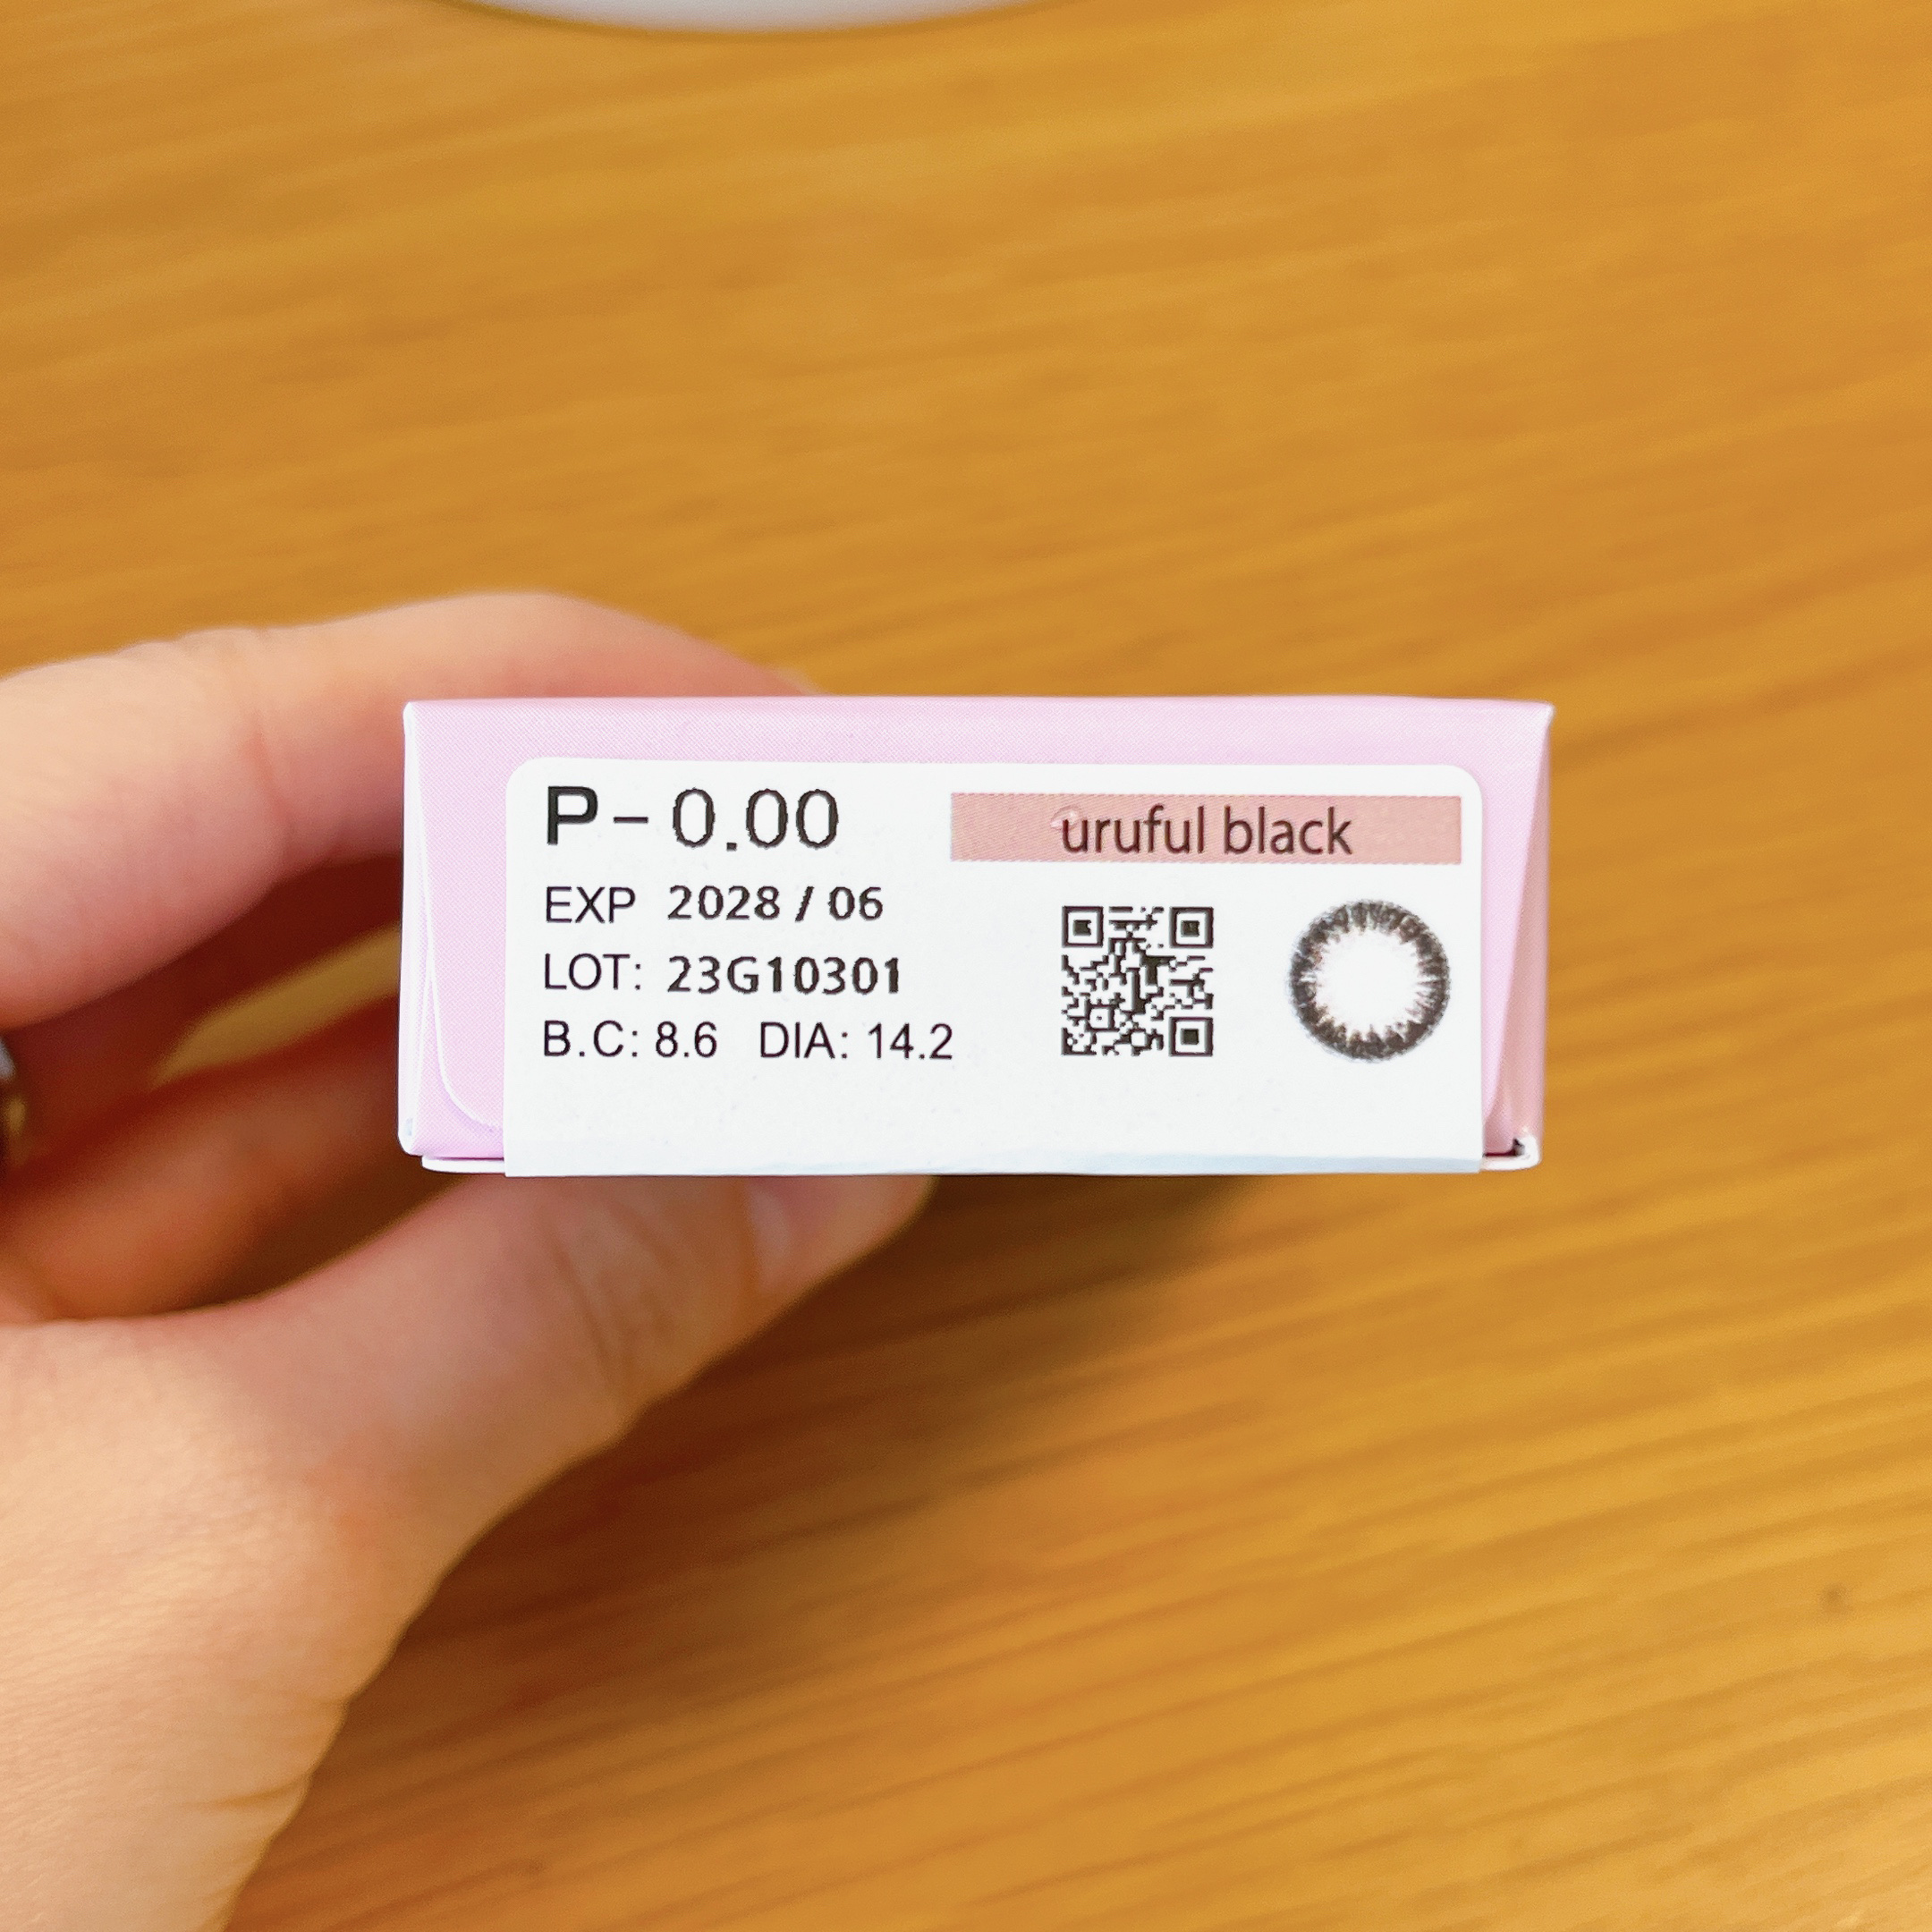 P – 0.00
uruful black
EXP 2028 / 06
LOT: 23G10301
B.C: 8.6 DIA: 14.2